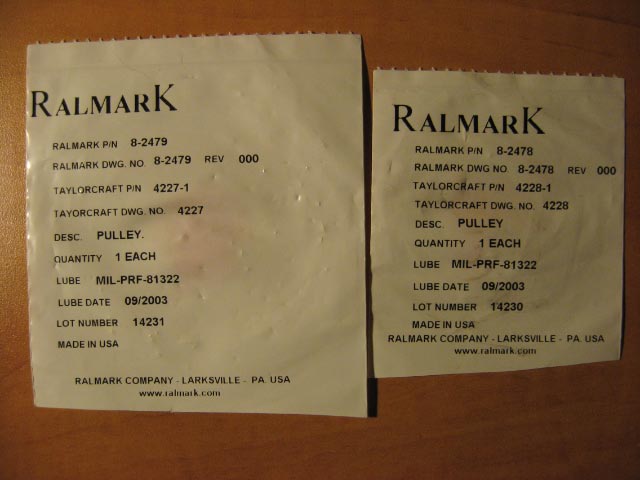 RALMARK
RALMARK P/N 8-2479
RALMARK DWG. NO. 8-2479 REV 000
TAYLORCRAFT P/N 4227-1
TAYORCRAFT DWG. NO. 4227
DESC. PULLEY.
QUANTITY 1 EACH
LUBE MIL-PRF-81322
LUBE DATE 09/2003
LOT NUMBER 14231
MADE IN USA
RALMARK COMPANY - LARKSVILLE - PA. USA
www.ralmark.com
RALMARK
RALMARK P/N 8-2478
RALMARK DWG NO. 8-2478 REV 000
TAYLORCRAFT P/N 4228-1
TAYLORCRAFT DWG. NO. 4228
DESC. PULLEY
QUANTITY 1 EACH
LUBE MIL-PRF-81322
LUBE DATE 09/2003
LOT NUMBER 14230
MADE IN USA
RALMARK COMPANY - LARKSVILLE - PA. USA
www.ralmark.com